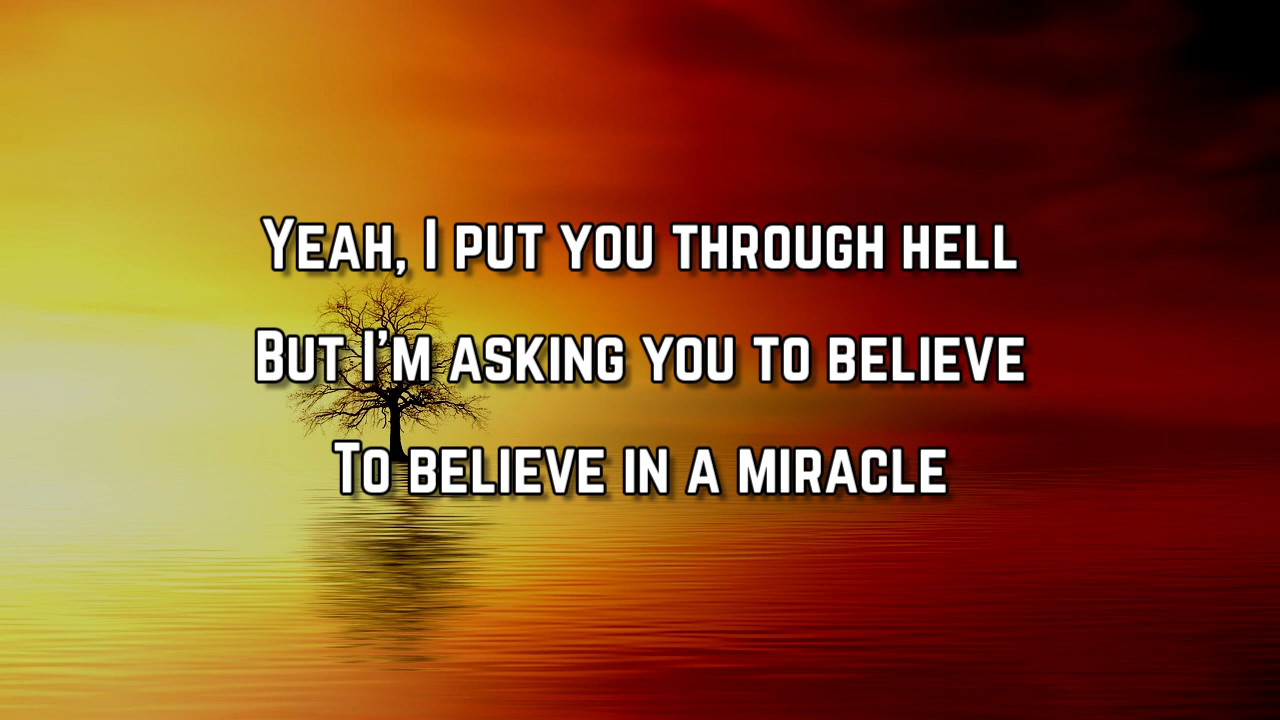 Yeah, I put you through hell
But I'm asking you to believe
To believe in a miracle